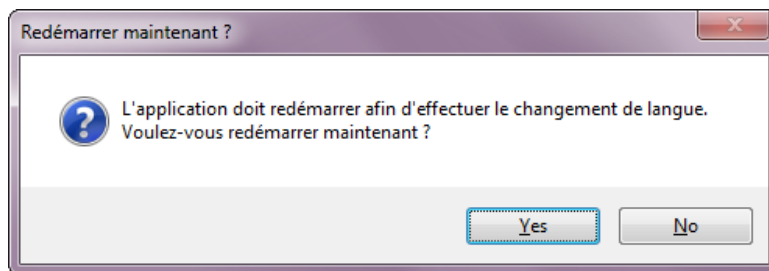 Redémarrer maintenant ?
L'application doit redémarrer afin d'effectuer le changement de langue.
Voulez-vous redémarrer maintenant ?
Yes No